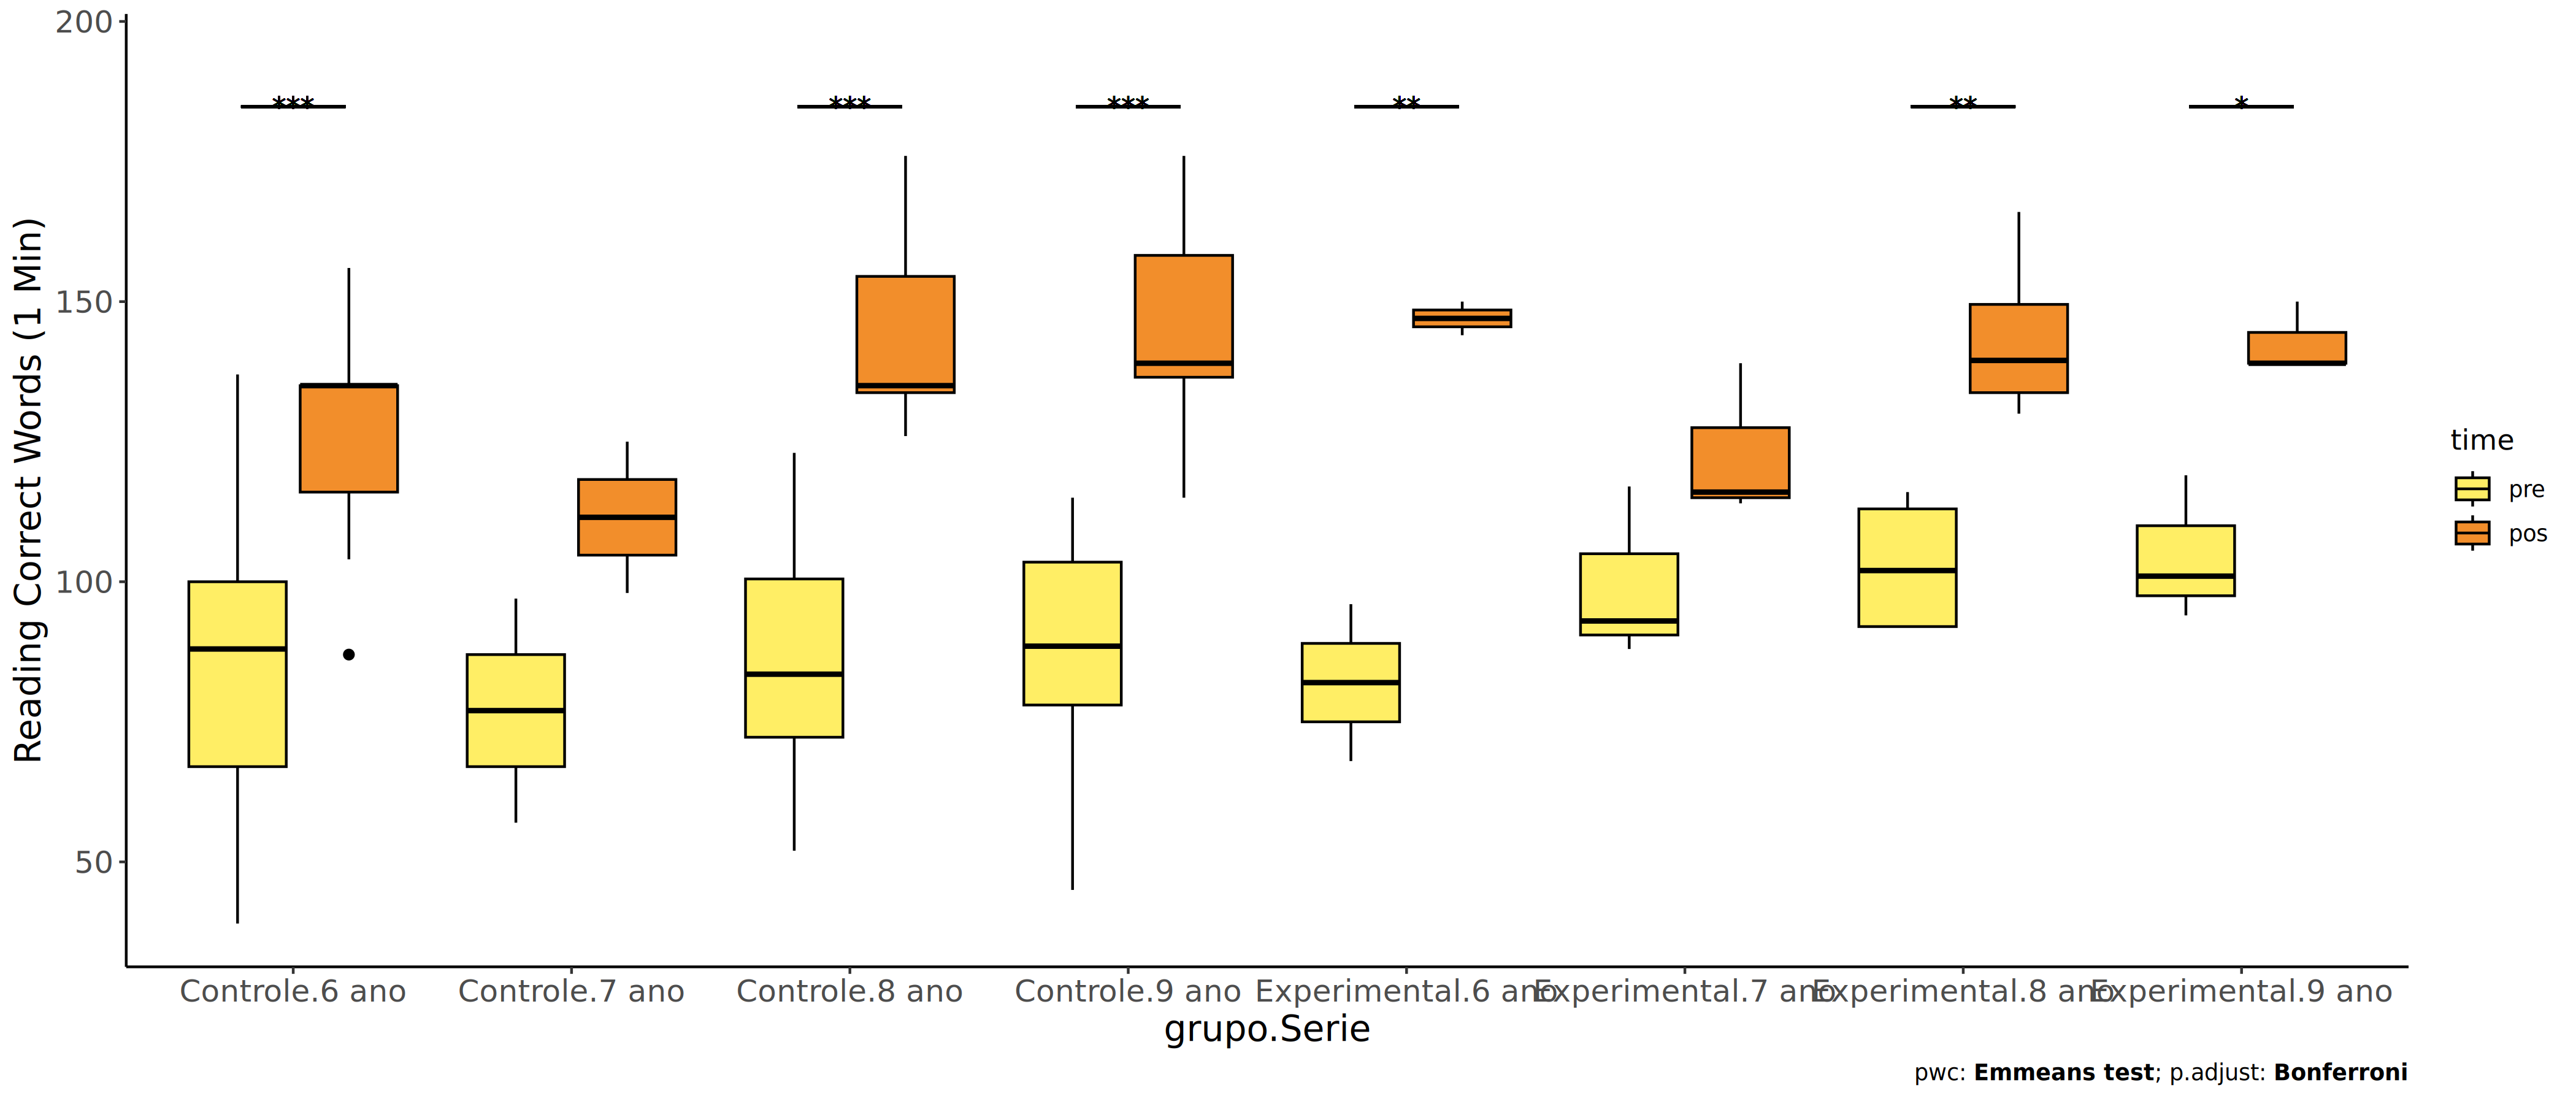 200
*** *** *** ** ** *
150
100
50
Reading Correct Words (1 Min)
time
pre
pos
Controle.6 ano Controle.7 ano Controle.8 ano Controle.9 ano Experimental.6 ano Experimental.7 ano Experimental.8 ano Experimental.9 ano
grupo.Serie
pwc: Emmeans test; p.adjust: Bonferroni